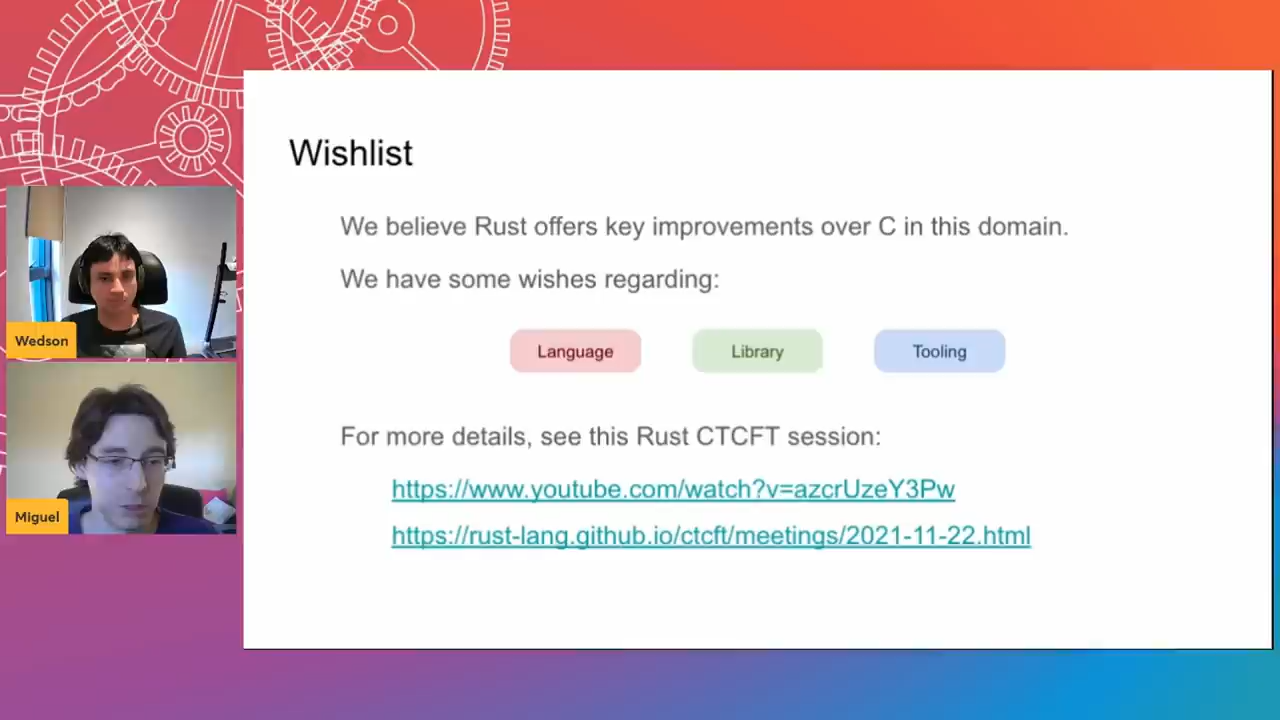 Wishlist
We believe Rust offers key improvements over C in this domain.
We have some wishes regarding:
Language Library Tooling
For more details, see this Rust CTCFT session:
https://www.youtube.com/watch?v=azcrUzeY3Pw
https://rust-lang.github.io/ctcft/meetings/2021-11-22.html
Wedson
Miguel